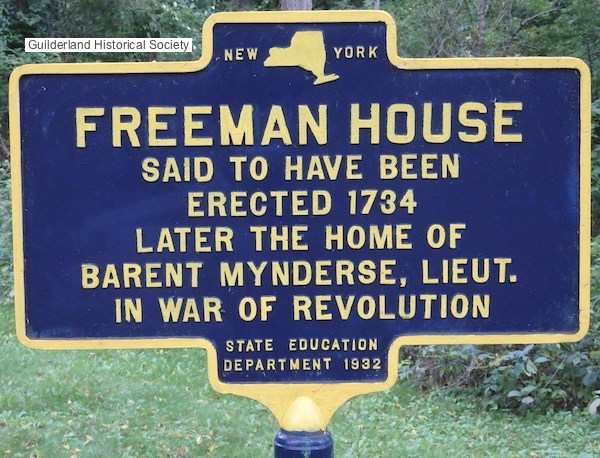 Guilderland Historical Society
NEW YORK
FREEMAN HOUSE
SAID TO HAVE BEEN
ERECTED 1734
LATER THE HOME OF
BARENT MYNDERSE, LIEUT.
IN WAR OF REVOLUTION
STATE EDUCATION
DEPARTMENT 1932